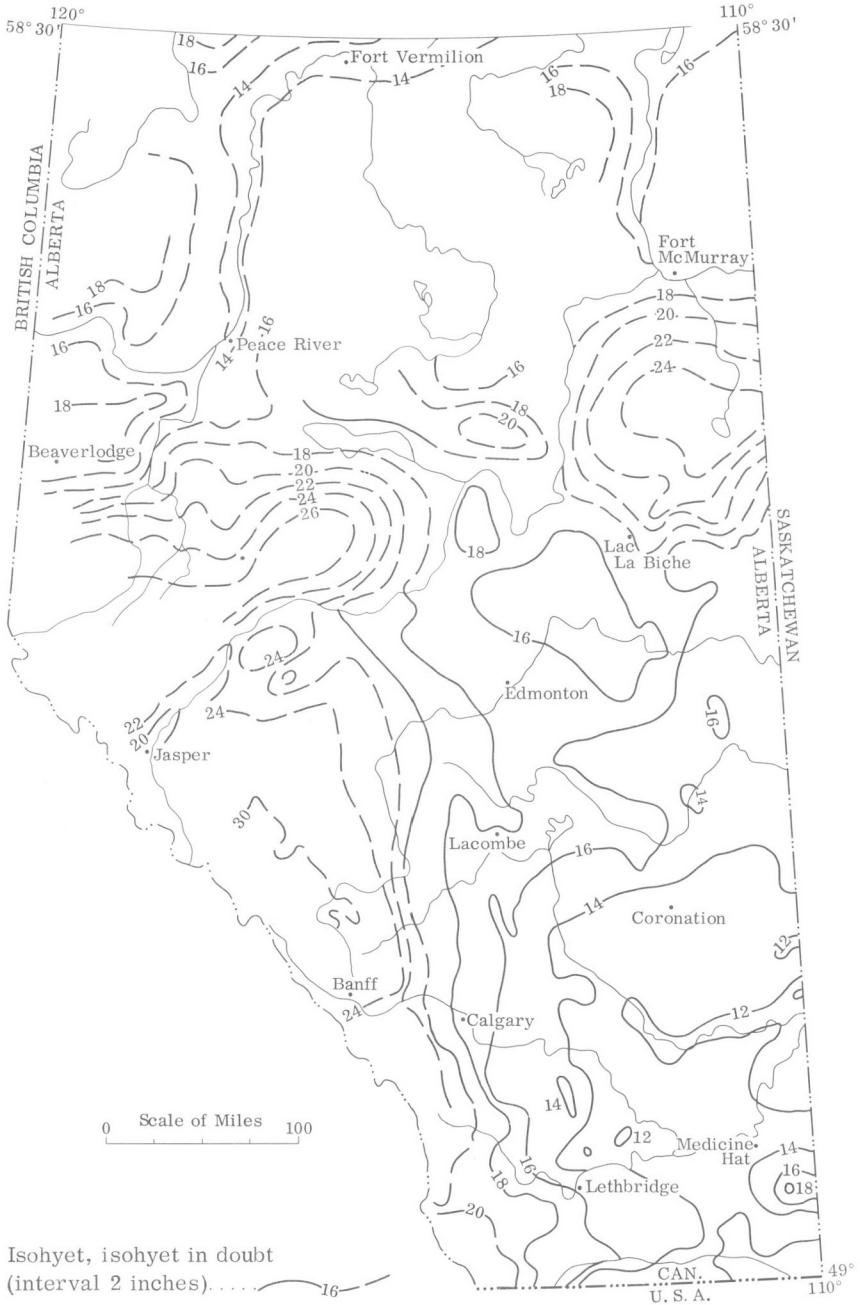 120°
58° 30'
110°
58° 30'
18
16
Fort Vermilion
14
14
16
18
16
BRITISH COLUMBIA
ALBERTA
Fort
McMurray
18
16
16
14
Peace River
16
18
20
22
24
16
18
20
18
Beaverlodge
18
20
22
24
26
18
Lac
La Biche
SASKATCHEWAN
ALBERTA
16
24
Edmonton
22
20
24
16
Jasper
14
30
Lacombe
16
14
Coronation
12
Banff
24
12
Calgary
14
12
Scale of Miles
0
100
Medicine
Hat
14
16
18
16
18
Lethbridge
20
Isohyet, isohyet in doubt
(interval 2 inches).....
16
CAN.
U. S. A.
49°
110°